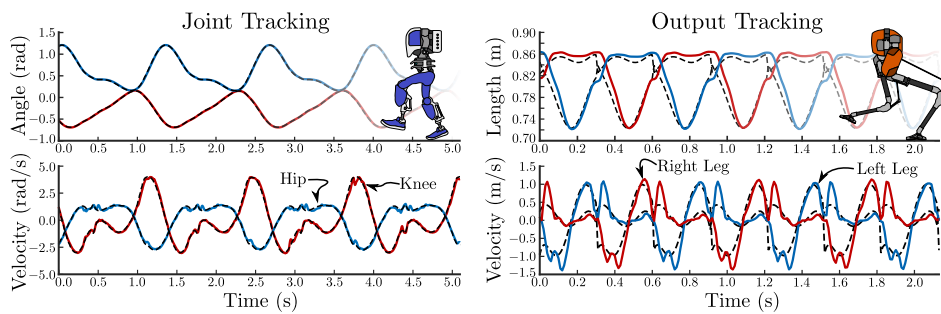 Joint Tracking
Output Tracking
Angle (rad)
1.5
1.0
0.5
0.0
−0.5
−1.0
0.0 0.5 1.0 1.5 2.0 2.5 3.0 3.5 4.0 4.5 5.0
Length (m)
0.90
0.86
0.82
0.78
0.74
0.70
0.0 0.2 0.4 0.6 0.8 1.0 1.2 1.4 1.6 1.8 2.0
Velocity (rad/s)
5.0
2.5
0.0
−2.5
−5.0
Hip
Knee
0.0 0.5 1.0 1.5 2.0 2.5 3.0 3.5 4.0 4.5 5.0
Time (s)
Velocity (m/s)
1.5
1.0
0.5
0.0
−0.5
−1.0
−1.5
Right Leg
Left Leg
0.0 0.2 0.4 0.6 0.8 1.0 1.2 1.4 1.6 1.8 2.0
Time (s)